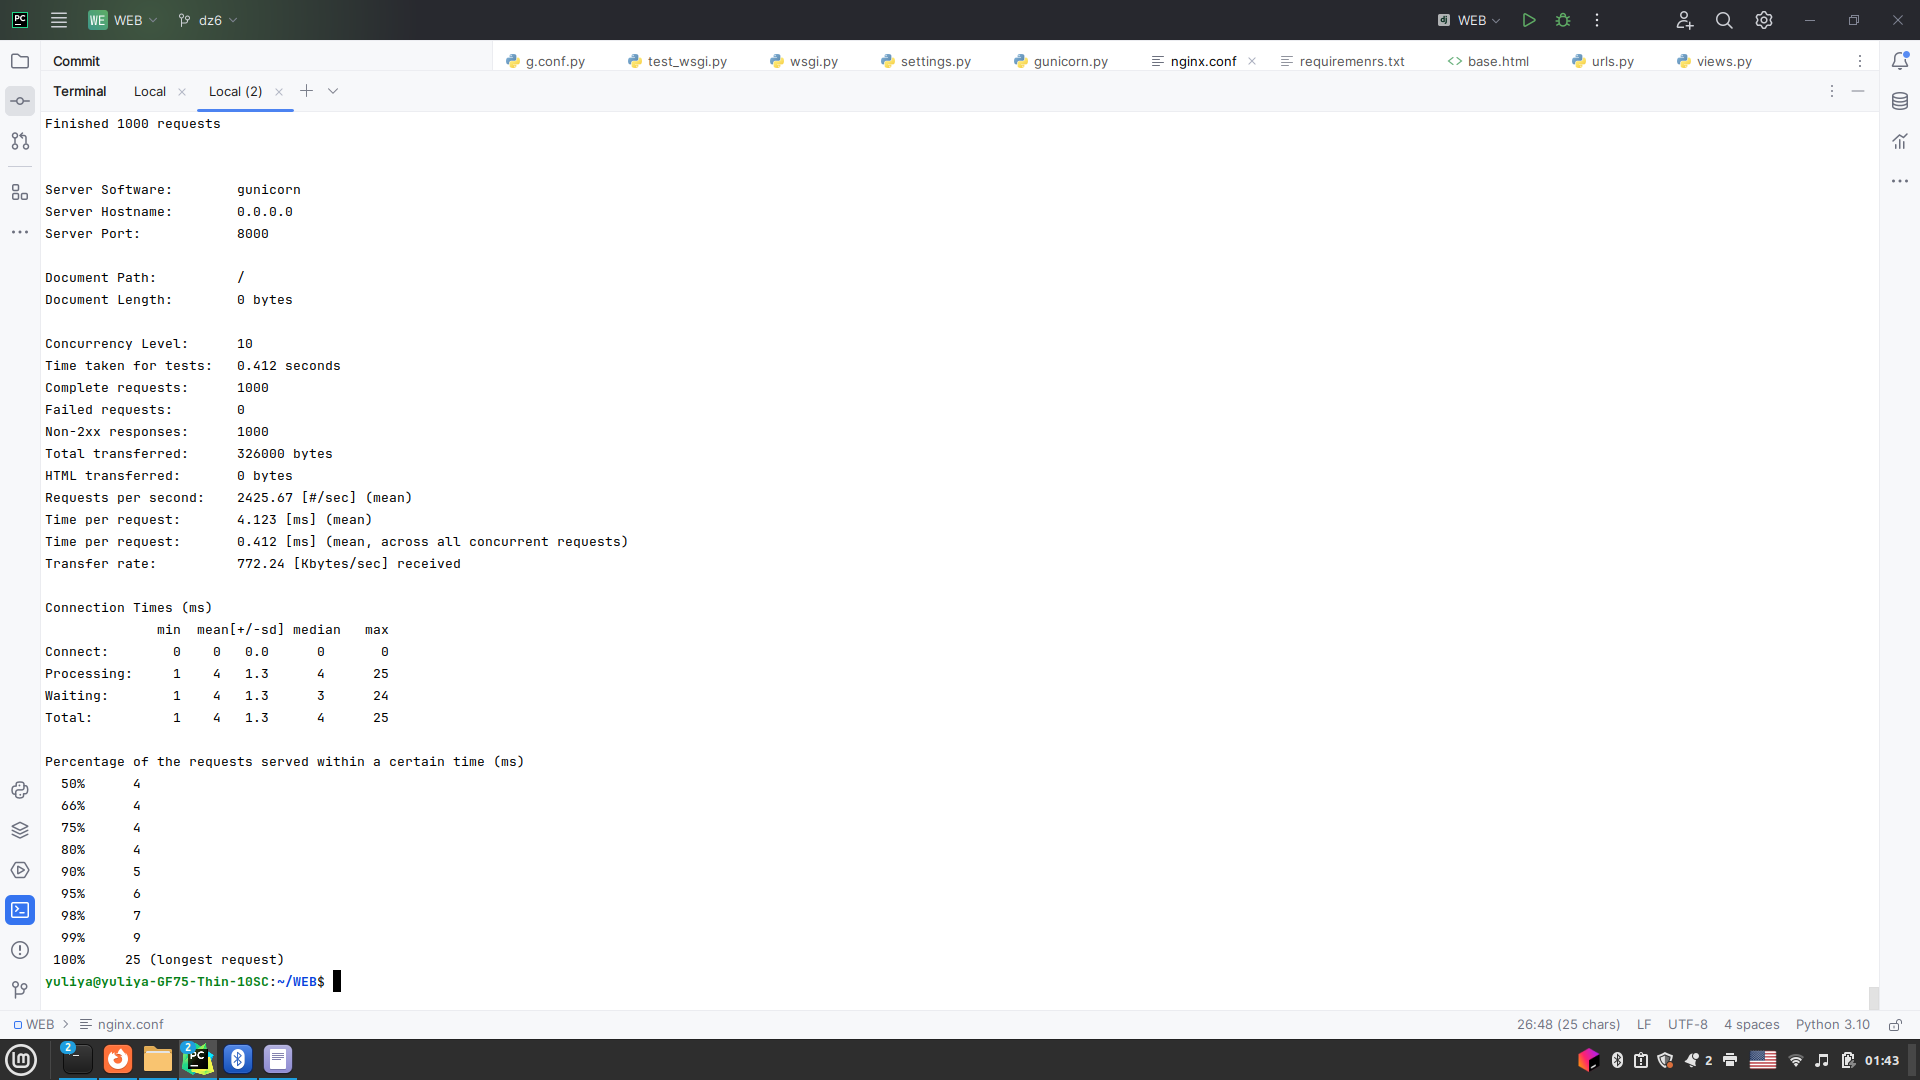 PC WE WEB dz6 dj WEB
Commit g.conf.py test_wsgi.py wsgi.py settings.py gunicorn.py nginx.conf requiremenrs.txt <> base.html urls.py views.py
Terminal Local Local (2)
Finished 1000 requests
Server Software: gunicorn
Server Hostname: 0.0.0.0
Server Port: 8000
Document Path: /
Document Length: 0 bytes
Concurrency Level: 10
Time taken for tests: 0.412 seconds
Complete requests: 1000
Failed requests: 0
Non-2xx responses: 1000
Total transferred: 326000 bytes
HTML transferred: 0 bytes
Requests per second: 2425.67 [#/sec] (mean)
Time per request: 4.123 [ms] (mean)
Time per request: 0.412 [ms] (mean, across all concurrent requests)
Transfer rate: 772.24 [Kbytes/sec] received
Connection Times (ms)
min mean[+/-sd] median max
Connect: 0 0 0.0 0 0
Processing: 1 4 1.3 4 25
Waiting: 1 4 1.3 3 24
Total: 1 4 1.3 4 25
Percentage of the requests served within a certain time (ms)
50% 4
66% 4
75% 4
80% 4
90% 5
95% 6
98% 7
99% 9
100% 25 (longest request)
yuliya@yuliya-GF75-Thin-10SC:~/WEB$
WEB > nginx.conf 26:48 (25 chars) LF UTF-8 4 spaces Python 3.10
2 2 PC 2 01:43